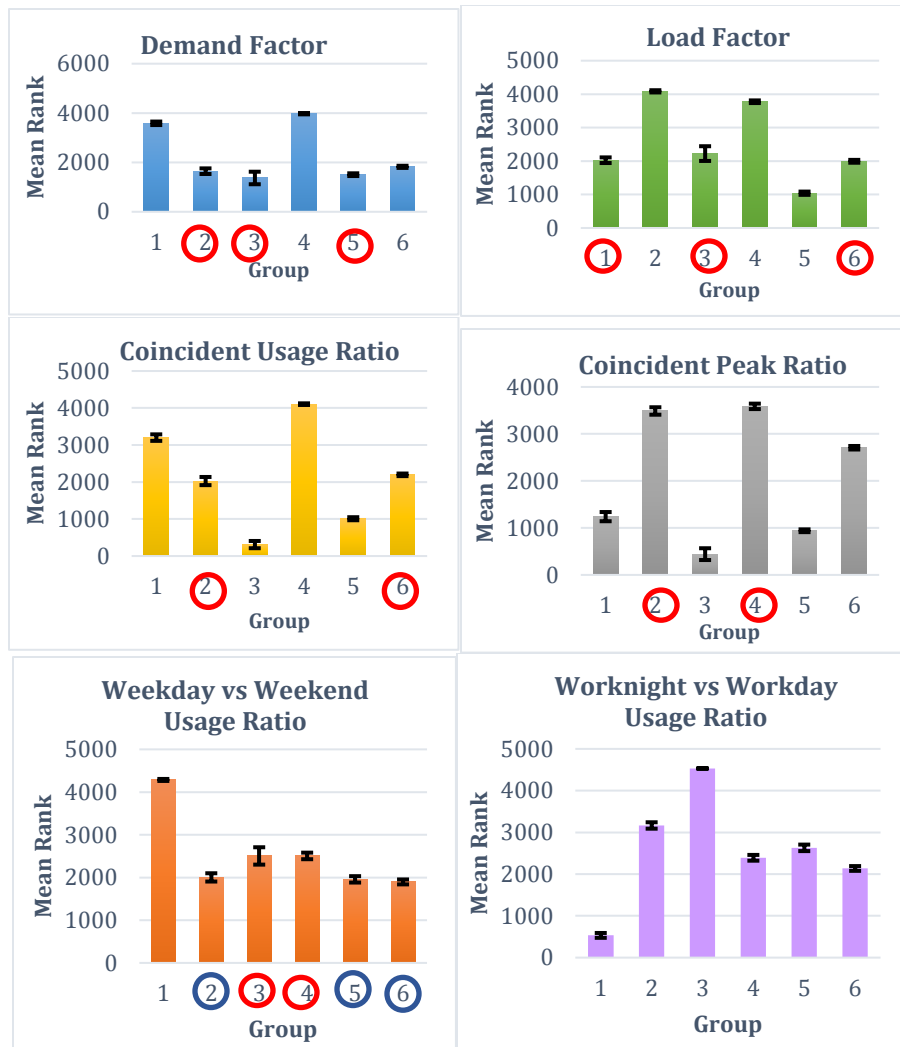 Demand Factor
6000
4000
2000
0
Mean Rank
1 2 3 4 5 6
Group
Load Factor
5000
4000
3000
2000
1000
0
Mean Rank
1 2 3 4 5 6
Group
Coincident Usage Ratio
5000
4000
3000
2000
1000
0
Mean Rank
1 2 3 4 5 6
Group
Coincident Peak Ratio
4000
3000
2000
1000
0
Mean Rank
1 2 3 4 5 6
Group
Weekday vs Weekend
Usage Ratio
5000
4000
3000
2000
1000
0
Mean Rank
1 2 3 4 5 6
Group
Worknight vs Workday
Usage Ratio
5000
4000
3000
2000
1000
0
Mean Rank
1 2 3 4 5 6
Group